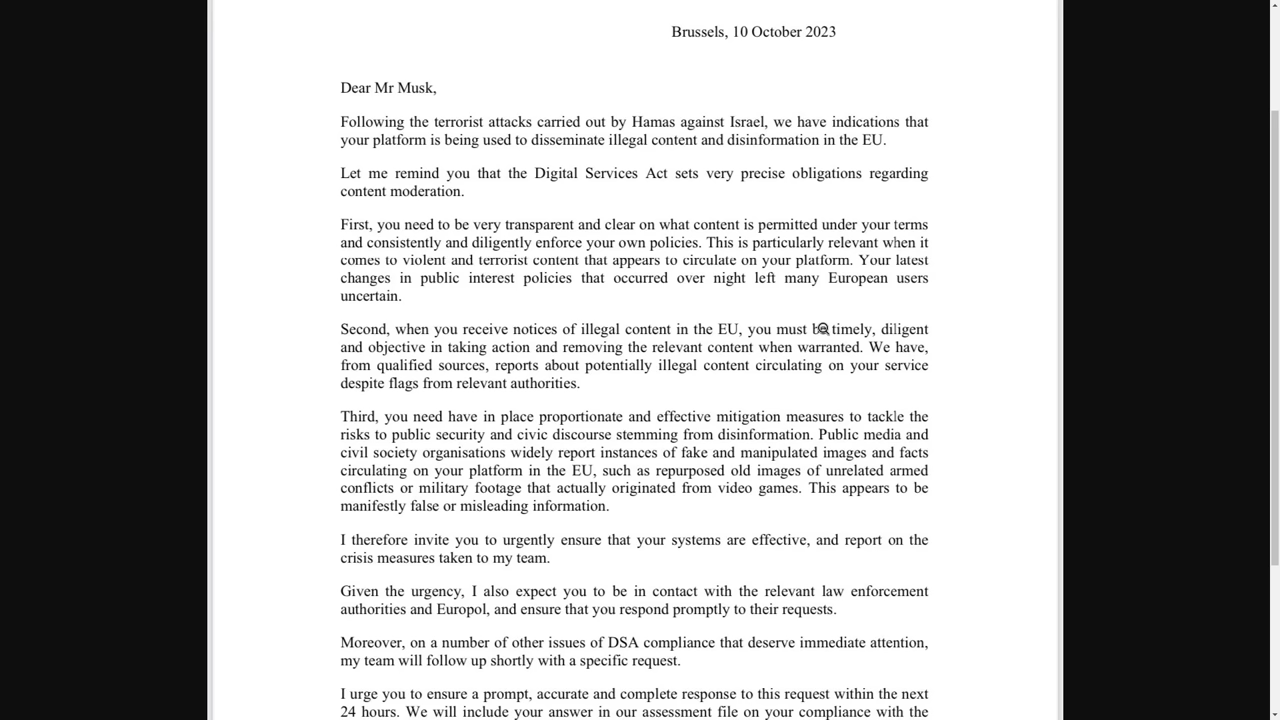 Brussels, 10 October 2023
Dear Mr Musk,
Following the terrorist attacks carried out by Hamas against Israel, we have indications that
your platform is being used to disseminate illegal content and disinformation in the EU.
Let me remind you that the Digital Services Act sets very precise obligations regarding
content moderation.
First, you need to be very transparent and clear on what content is permitted under your terms
and consistently and diligently enforce your own policies. This is particularly relevant when it
comes to violent and terrorist content that appears to circulate on your platform. Your latest
changes in public interest policies that occurred over night left many European users
uncertain.
Second, when you receive notices of illegal content in the EU, you must be timely, diligent
and objective in taking action and removing the relevant content when warranted. We have,
from qualified sources, reports about potentially illegal content circulating on your service
despite flags from relevant authorities.
Third, you need have in place proportionate and effective mitigation measures to tackle the
risks to public security and civic discourse stemming from disinformation. Public media and
civil society organisations widely report instances of fake and manipulated images and facts
circulating on your platform in the EU, such as repurposed old images of unrelated armed
conflicts or military footage that actually originated from video games. This appears to be
manifestly false or misleading information.
I therefore invite you to urgently ensure that your systems are effective, and report on the
crisis measures taken to my team.
Given the urgency, I also expect you to be in contact with the relevant law enforcement
authorities and Europol, and ensure that you respond promptly to their requests.
Moreover, on a number of other issues of DSA compliance that deserve immediate attention,
my team will follow up shortly with a specific request.
I urge you to ensure a prompt, accurate and complete response to this request within the next
24 hours. We will include your answer in our assessment file on your compliance with the